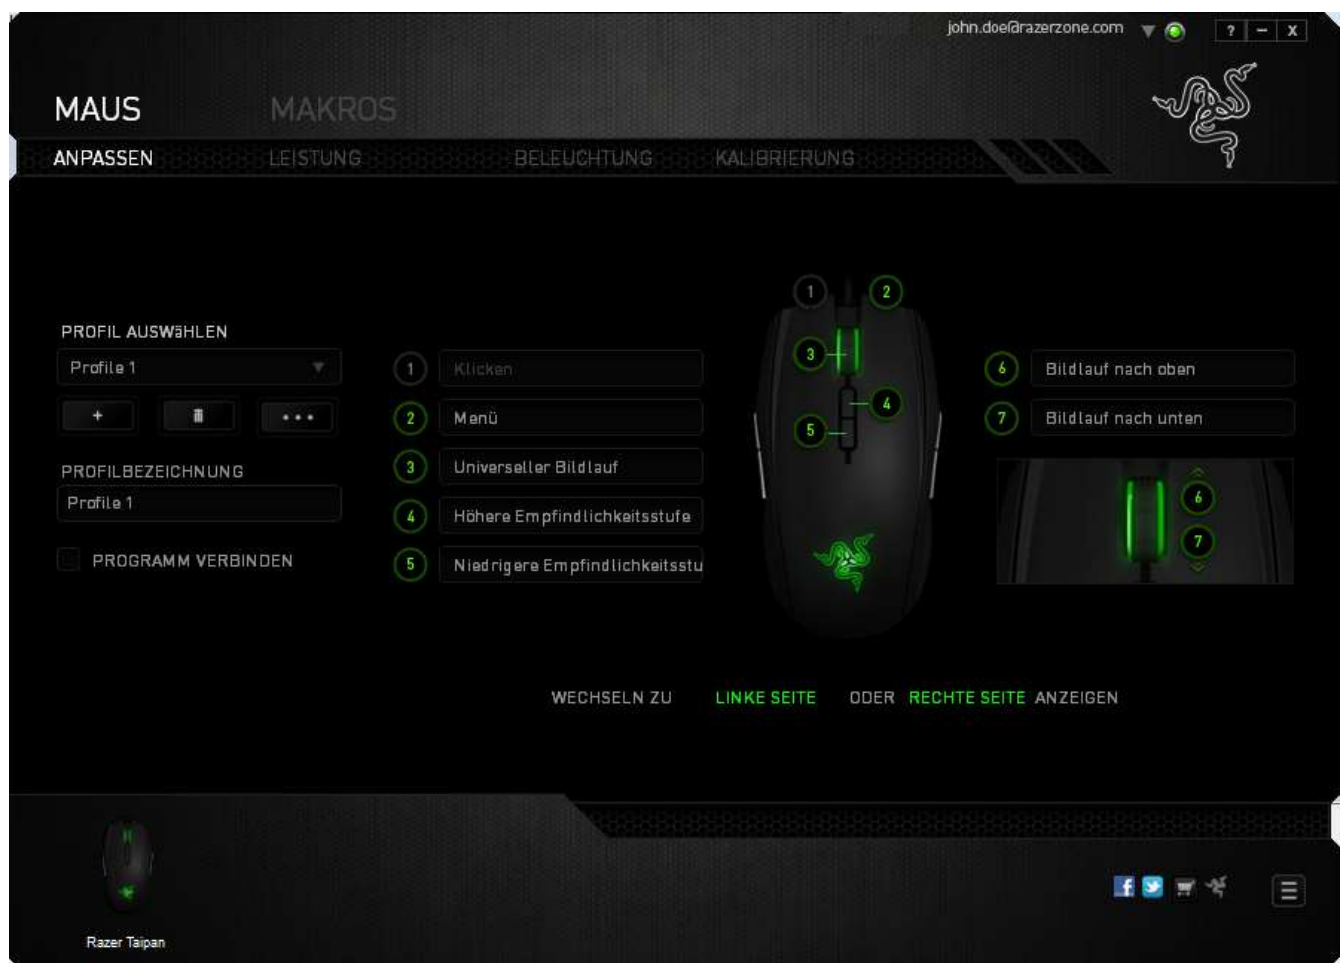 john.doe@razerzone.com
? – X
MAUS MAKROS
ANPASSEN LEISTUNG BELEUCHTUNG KALIBRIERUNG
PROFIL AUSWäHLEN
Profile 1
+
...
PROFILBEZEICHNUNG
Profile 1
PROGRAMM VERBINDEN
1 Klicken
2 Menü
3 Universeller Bildlauf
4 Höhere Empfindlichkeitsstufe
5 Niedrigere Empfindlichkeitsstu
1 2
3
4
5
6 Bildlauf nach oben
7 Bildlauf nach unten
6
7
WECHSELN ZU LINKE SEITE ODER RECHTE SEITE ANZEIGEN
Razer Taipan